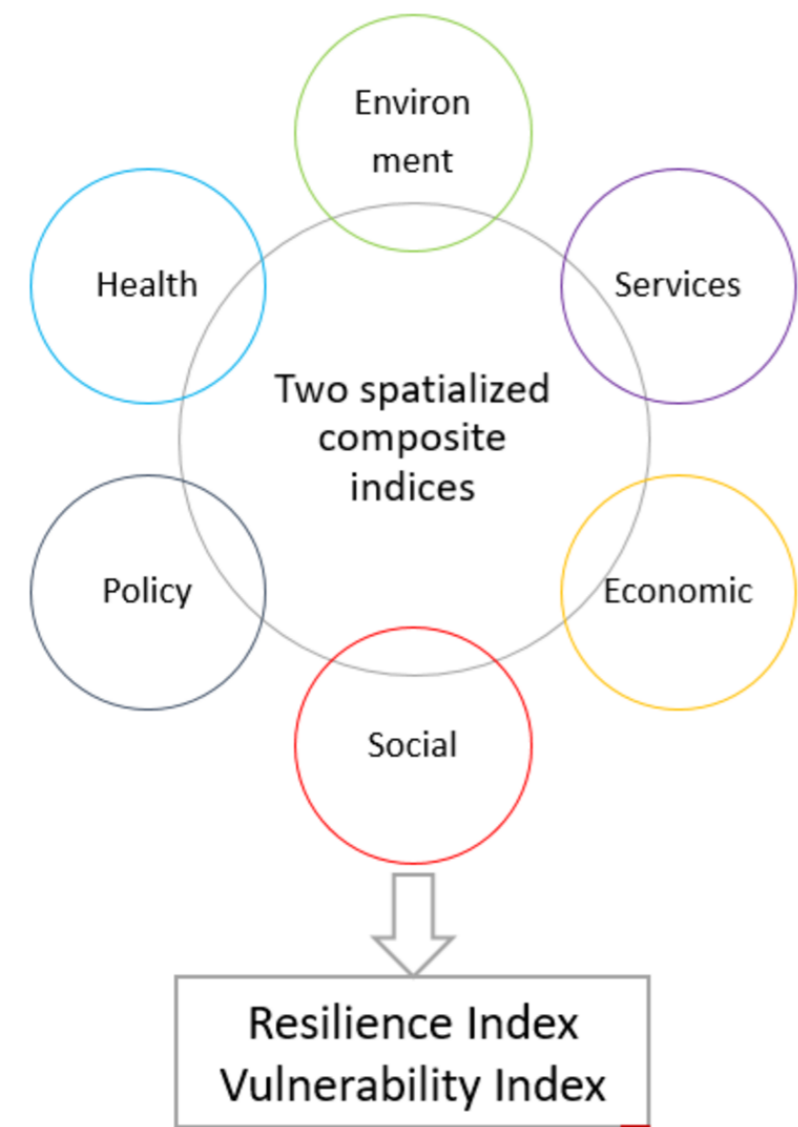 Environ
ment
Health
Services
Two spatialized
composite
indices
Policy
Economic
Social
Resilience Index
Vulnerability Index